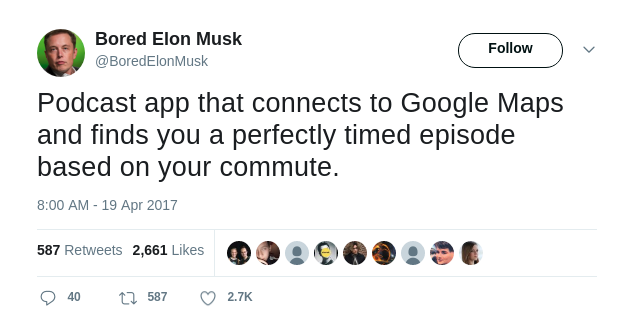 Bored Elon Musk
@BoredElonMusk
Follow
Podcast app that connects to Google Maps
and finds you a perfectly timed episode
based on your commute.
8:00 AM - 19 Apr 2017
587 Retweets 2,661 Likes
40 587 2.7K